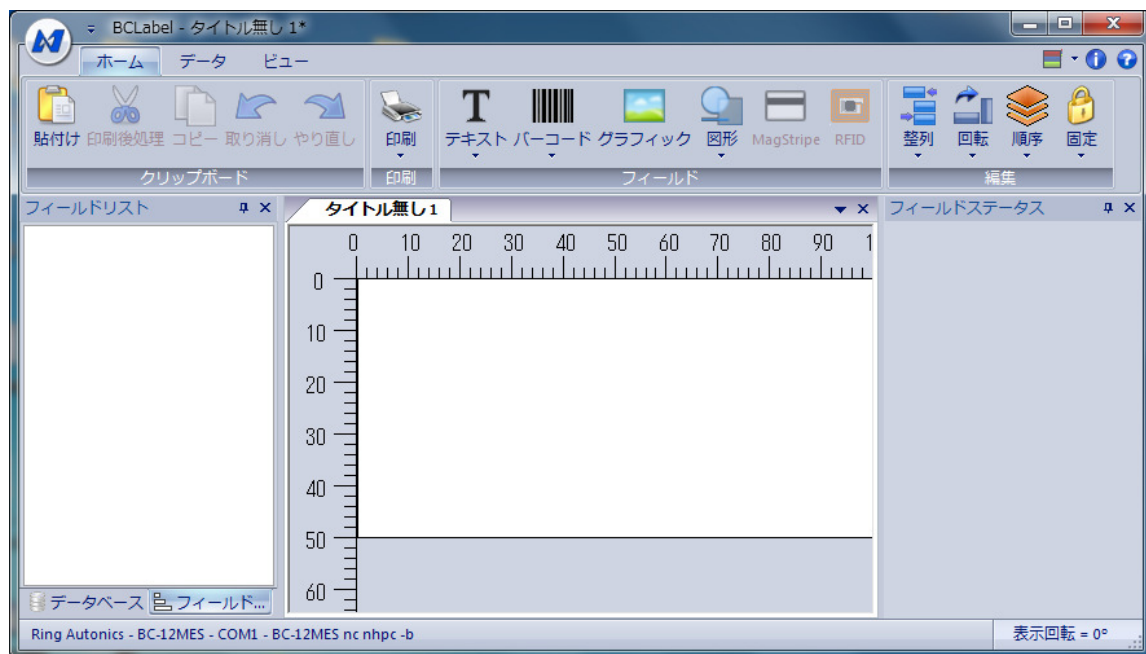 BCLabel - タイトル無し 1*
ホーム データ ビュー
貼付け 印刷後処理 コピー 取り消し やり直し 印刷 テキスト バーコード グラフィック 図形 MagStripe RFID 整列 回転 順序 固定
クリップボード 印刷 フィールド 編集
フィールドリスト タイトル無し1 フィールドステータス
0 10 20 30 40 50 60 70 80 90 1
0
10
20
30
40
50
60
データベース フィールド...
Ring Autonics - BC-12MES - COM1 - BC-12MES nc nhpc -b 表示回転 = 0°